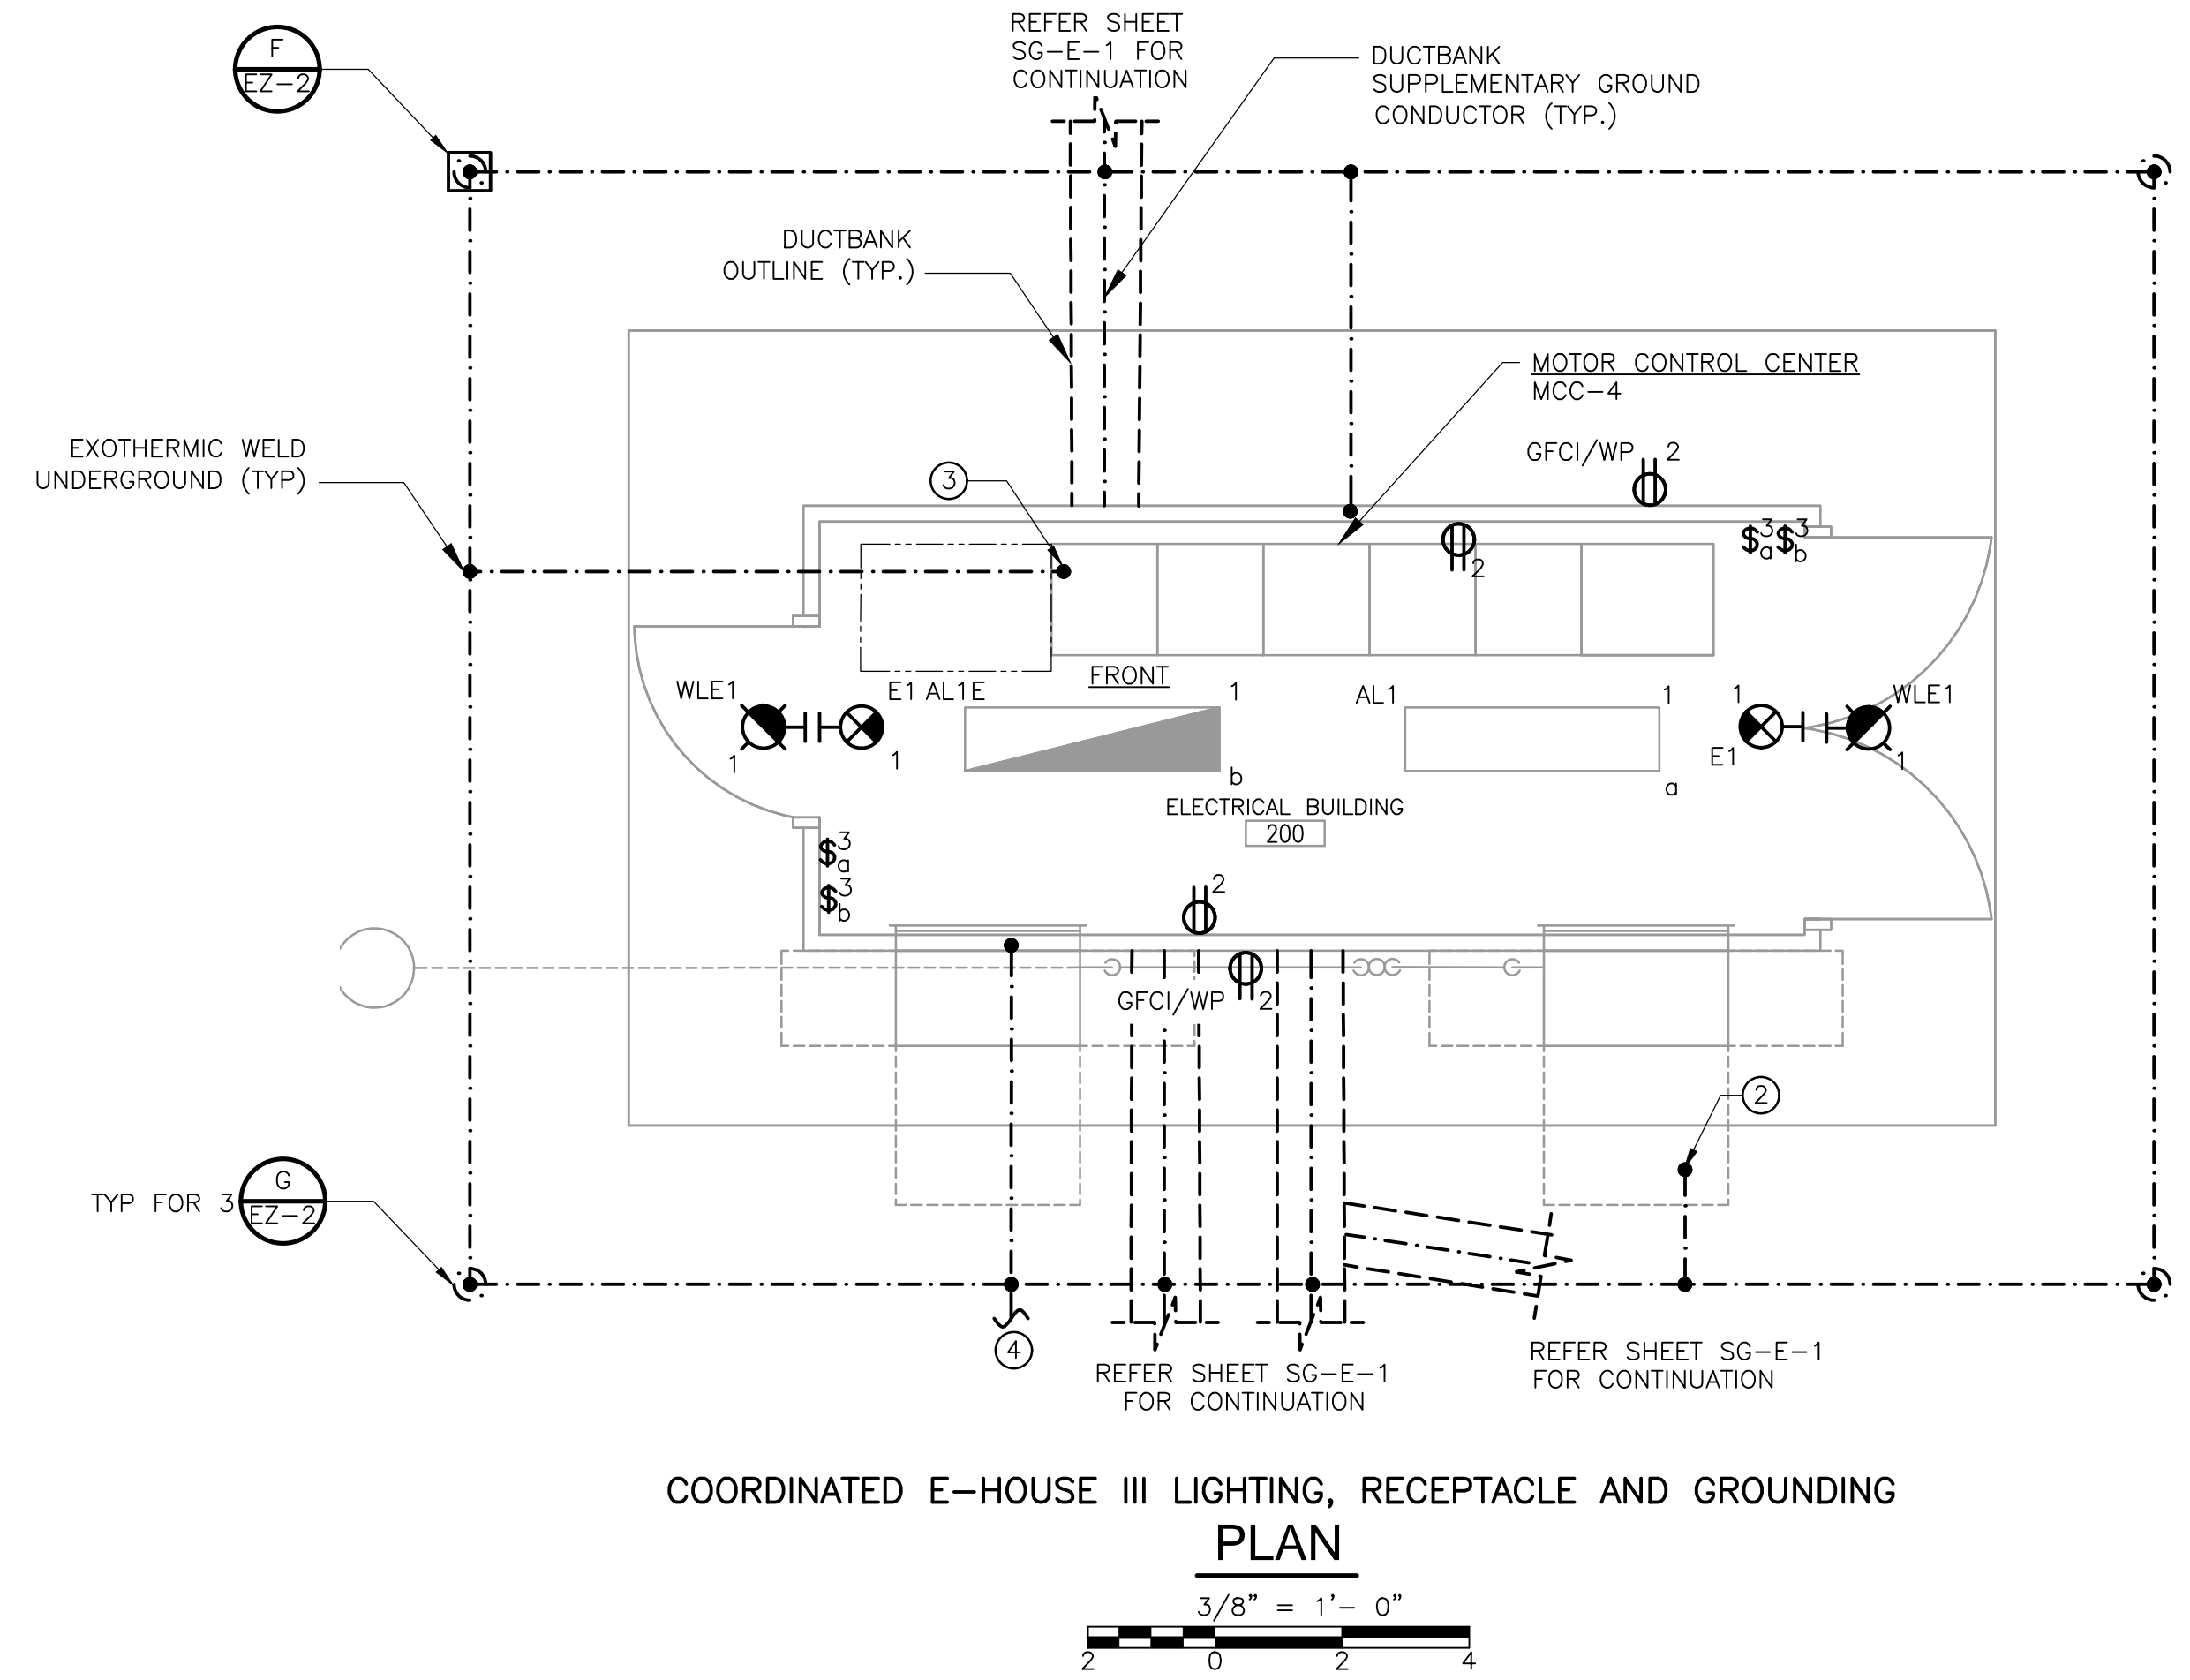 REFER SHEET
SG-E-1 FOR
CONTINUATION
DUCTBANK
SUPPLEMENTARY GROUND
CONDUCTOR (TYP.)
F
EZ-2
DUCTBANK
OUTLINE (TYP.)
MOTOR CONTROL CENTER
MCC-4
EXOTHERMIC WELD
UNDERGROUND (TYP)
GFCI/WP 2
3
2
$3a $3b
FRONT
WLE1
E1 AL1E
1
AL1
1
1
WLE1
1
1
b
a
E1
1
ELECTRICAL BUILDING
200
$3a
$3b
2
GFCI/WP 2
2
G
EZ-2
TYP FOR 3
4
REFER SHEET SG-E-1
FOR CONTINUATION
REFER SHEET SG-E-1
FOR CONTINUATION
COORDINATED E-HOUSE III LIGHTING, RECEPTACLE AND GROUNDING
PLAN
3/8" = 1'- 0"
2 0 2 4